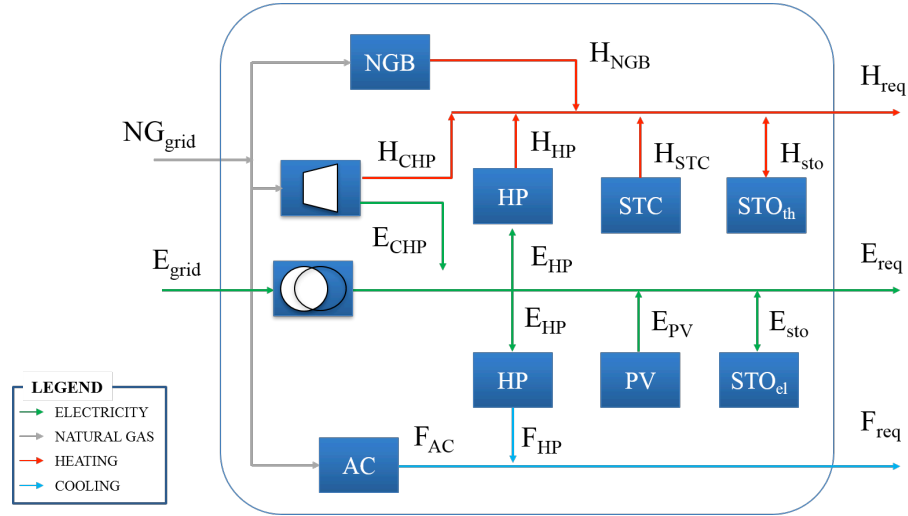 NGB
H_NGB
H_req
NG_grid
H_CHP
H_HP
H_STC
H_sto
HP
STC
STO_th
E_CHP
E_grid
E_HP
E_req
E_HP
E_PV
E_sto
HP
PV
STO_el
LEGEND
ELECTRICITY
NATURAL GAS
HEATING
COOLING
F_AC
F_HP
F_req
AC